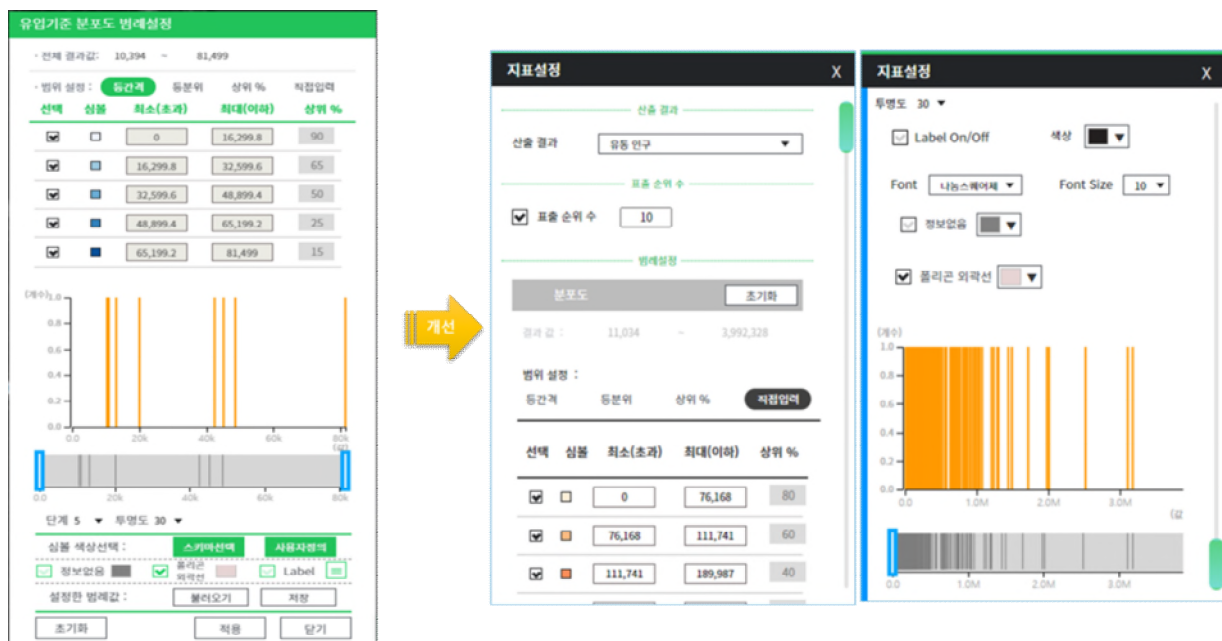 유입기준 분포도 범례설정
· 전체 결과값: 10,394 ~ 81,499
· 범위 설정 : 등간격 등분위 상위 % 직접입력
선택 심볼 최소(초과) 최대(이하) 상위 %
0 16,299.8 90
16,299.8 32,599.6 65
32,599.6 48,899.4 50
48,899.4 65,199.2 25
65,199.2 81,499 15
(계수)
1.0
0.8
0.6
0.4
0.2
0.0
0.0 20k 40k 60k 80k
(값)
0.0 20k 40k 60k 80k
단계 5 ▼ 투명도 30 ▼
심볼 색상선택 : 스키마선택 사용자정의
정보없음 폴리곤 외곽선 Label
설정한 범례값 : 불러오기 저장
초기화 적용 닫기
개선
지표설정 X
산출 결과
산출 결과 유동 인구 ▼
표출 순위 수
표출 순위 수 10
범례설정
분포도 초기화
결과 값 : 11,034 ~ 3,992,328
범위 설정 :
등간격 등분위 상위 % 직접입력
선택 심볼 최소(초과) 최대(이하) 상위 %
0 76,168 80
76,168 111,741 60
111,741 189,987 40
지표설정 X
투명도 30 ▼
Label On/Off 색상 ▼
Font 나눔스퀘어체 ▼ Font Size 10 ▼
정보없음 ▼
폴리곤 외곽선 ▼
(계수)
1.0
0.8
0.6
0.4
0.2
0.0
0.0 1.0M 2.0M 3.0M
(값
0.0 1.0M 2.0M 3.0M